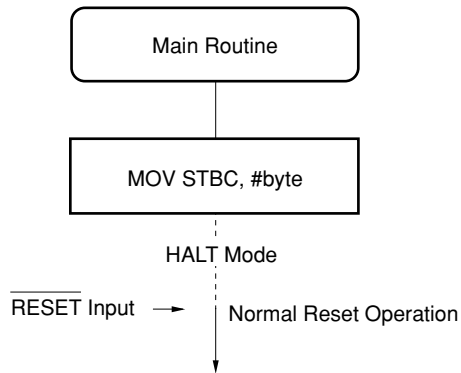 Main Routine
MOV STBC, #byte
HALT Mode
RESET Input
Normal Reset Operation